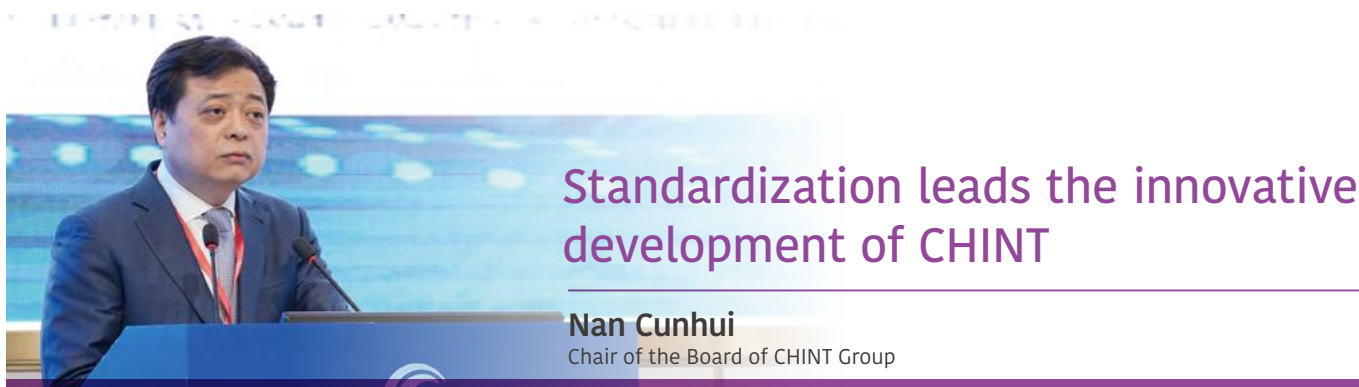 Standardization leads the innovative
development of CHINT
Nan Cunhui
Chair of the Board of CHINT Group